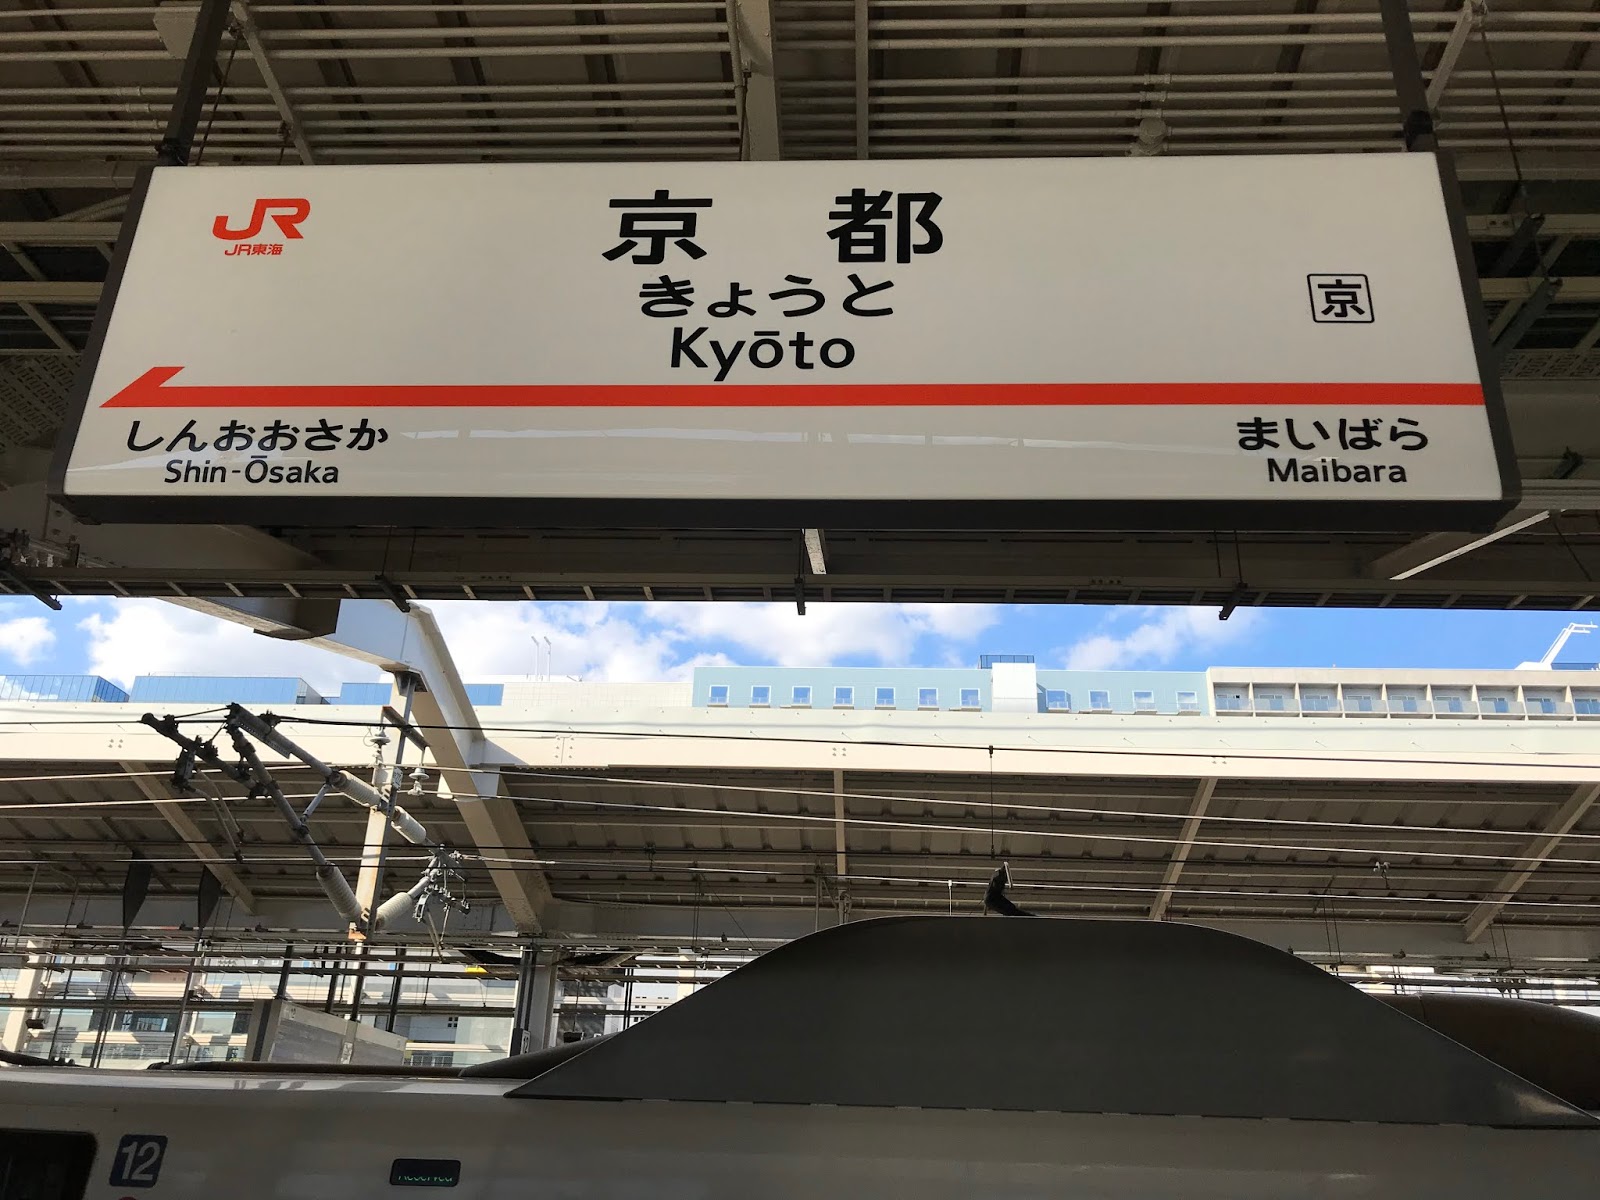 JR
JR東海
京都
きょうと
Kyōto
京
しんおおさか
Shin-Ōsaka
まいばら
Maibara
12
Reserved